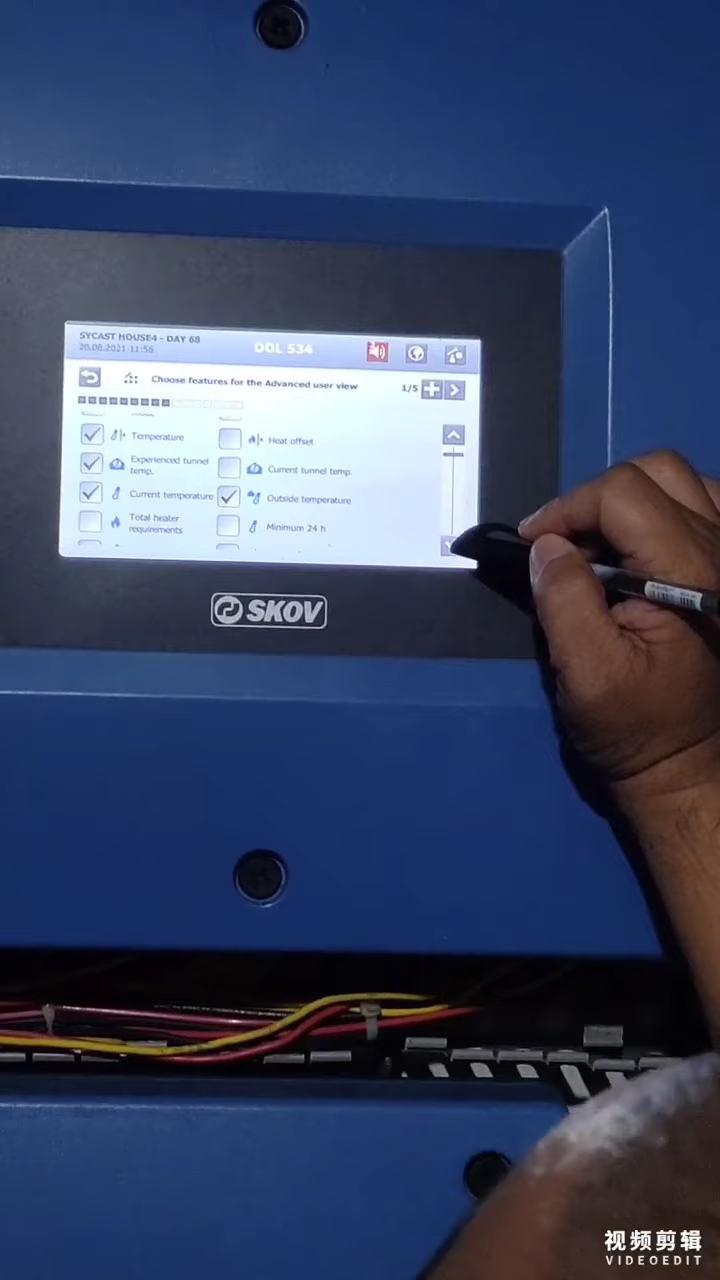 SYCAST HOUSE4 - DAY 68
20.08.2021 11:56
DOL 534
Choose features for the Advanced user view
1/5
Temperature
Heat offset
Experienced tunnel
temp.
Current tunnel temp.
Current temperature
Outside temperature
Total heater
requirements
Minimum 24 h
SKOV
视频剪辑
VIDEOEDIT